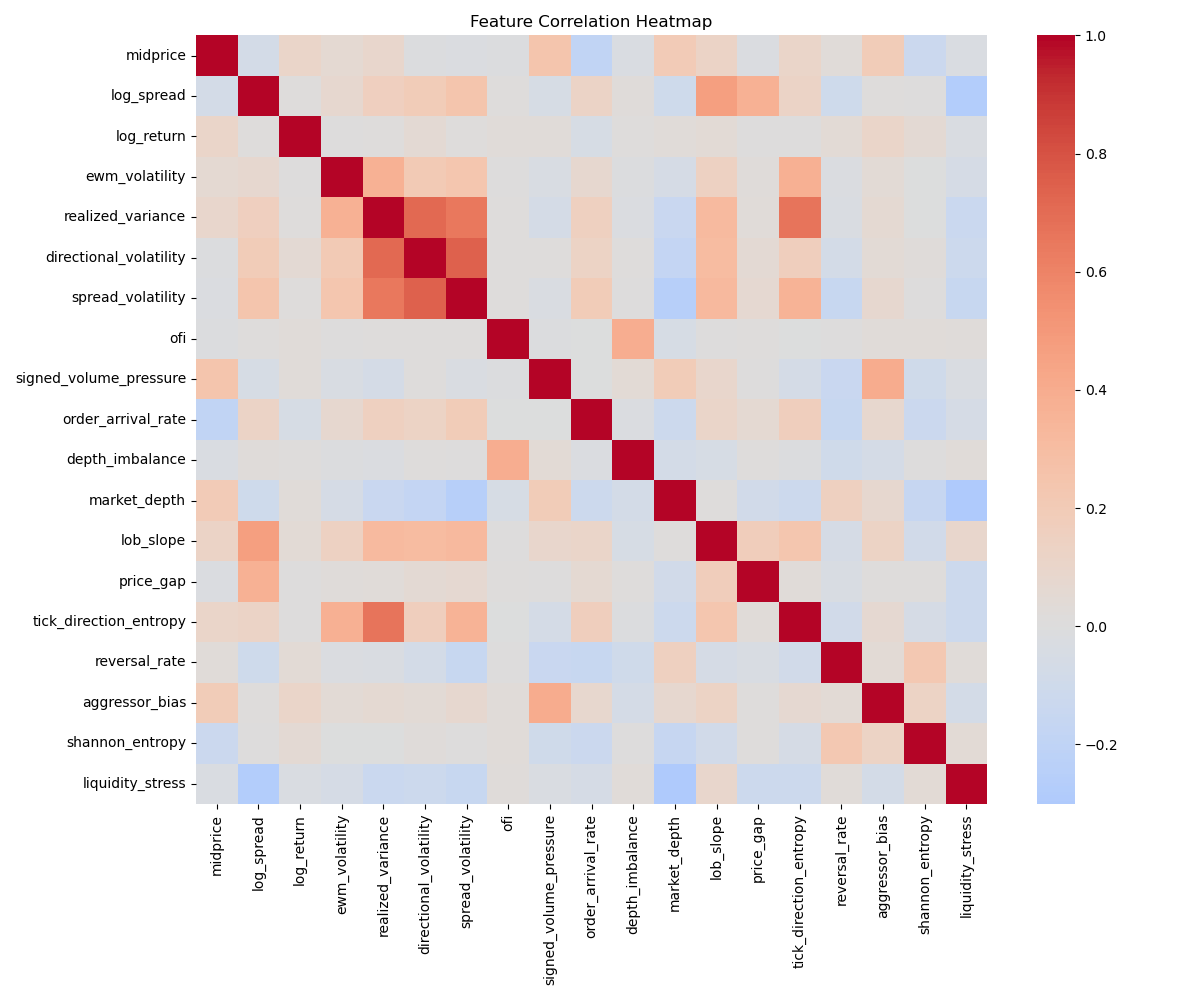 Feature Correlation Heatmap
midprice
log_spread
log_return
ewm_volatility
realized_variance
directional_volatility
spread_volatility
ofi
signed_volume_pressure
order_arrival_rate
depth_imbalance
market_depth
lob_slope
price_gap
tick_direction_entropy
reversal_rate
aggressor_bias
shannon_entropy
liquidity_stress
midprice
log_spread
log_return
ewm_volatility
realized_variance
directional_volatility
spread_volatility
ofi
signed_volume_pressure
order_arrival_rate
depth_imbalance
market_depth
lob_slope
price_gap
tick_direction_entropy
reversal_rate
aggressor_bias
shannon_entropy
liquidity_stress
1.0
0.8
0.6
0.4
0.2
0.0
−0.2